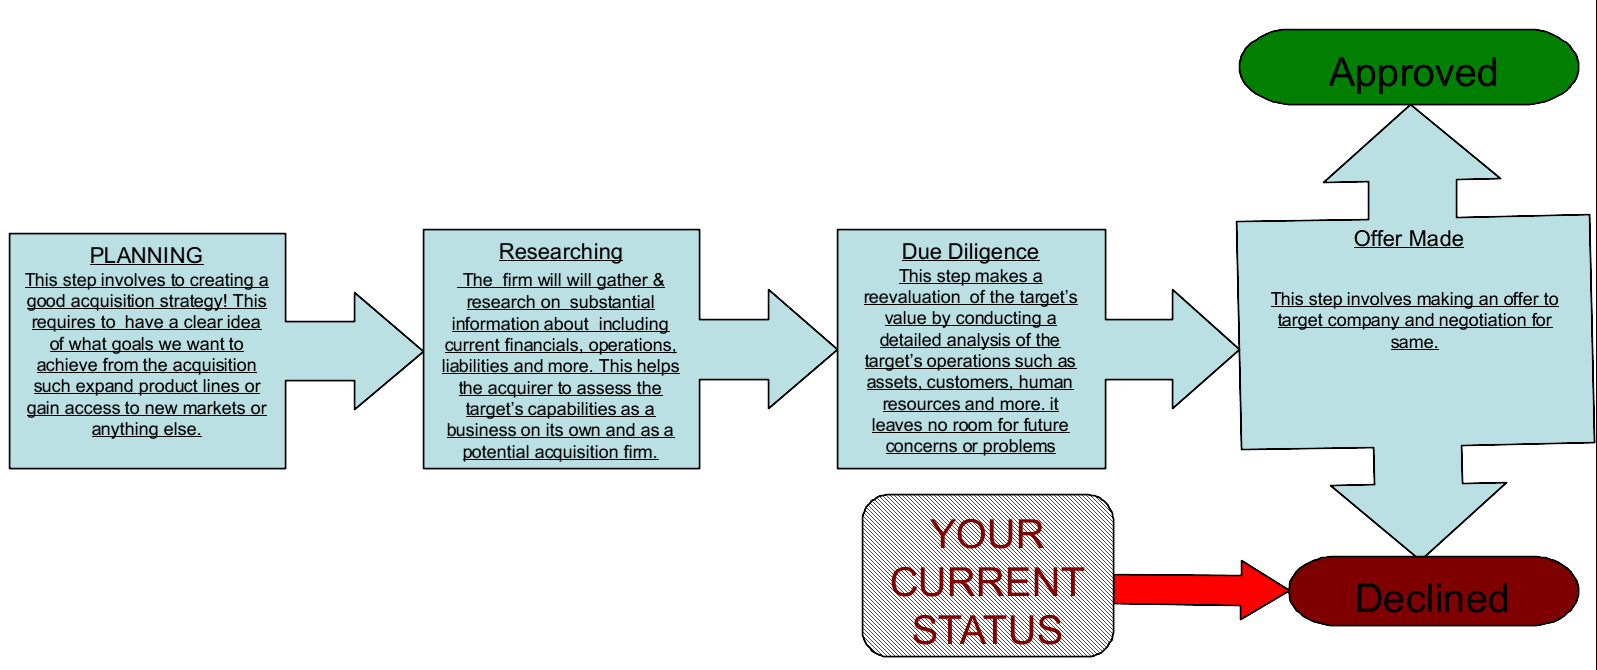 Approved
PLANNING
This step involves to creating a
good acquisition strategy! This
requires to have a clear idea
of what goals we want to
achieve from the acquisition
such expand product lines or
gain access to new markets or
anything else.
Researching
The firm will will gather &
research on substantial
information about including
current financials, operations,
liabilities and more. This helps
the acquirer to assess the
target's capabilities as a
business on its own and as a
potential acquisition firm.
Due Diligence
This step makes a
reevaluation of the target's
value by conducting a
detailed analysis of the
target's operations such as
assets, customers, human
resources and more. it
leaves no room for future
concerns or problems
Offer Made
This step involves making an offer to
target company and negotiation for
same.
YOUR
CURRENT
STATUS
Declined